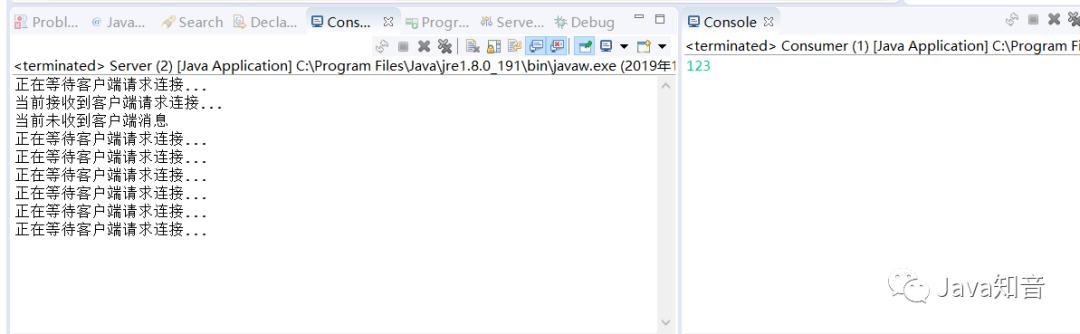 Probl... Java... Search Decla... Cons... Progr... Serve... Debug
<terminated> Server (2) [Java Application] C:\Program Files\Java\jre1.8.0_191\bin\javaw.exe (2019年1
正在等待客户端请求连接...
当前接收到客户端请求连接...
当前未收到客户端消息
正在等待客户端请求连接...
正在等待客户端请求连接...
正在等待客户端请求连接...
正在等待客户端请求连接...
正在等待客户端请求连接...
正在等待客户端请求连接...
Console
<terminated> Consumer (1) [Java Application] C:\Program Fi
123
Java知音